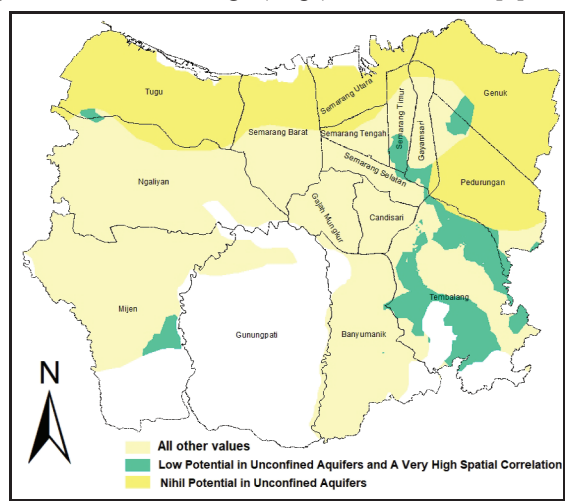 Tugu
Genuk
Semarang Utara
Semarang Barat
Semarang Tengah
Semarang Timur
Gayamsari
Semarang Selatan
Ngaliyan
Pedurungan
Gajah Mungkur
Candisari
Mijen
Tembalang
Gunungpati
Banyumanik
N
All other values
Low Potential in Unconfined Aquifers and A Very High Spatial Correlation
Nihil Potential in Unconfined Aquifers